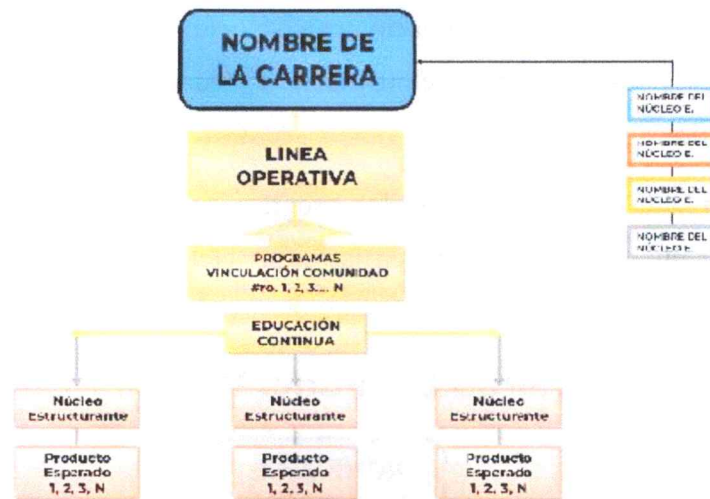 NOMBRE DE
LA CARRERA
NOMBRE DEL
NÚCLEO E.
NOMBRE DEL
NÚCLEO E.
NOMBRE DEL
NÚCLEO E.
NOMBRE DEL
NÚCLEO E.
LINEA
OPERATIVA
PROGRAMAS
VINCULACIÓN COMUNIDAD
#ro. 1, 2, 3.... N
EDUCACIÓN
CONTINUA
Núcleo
Estructurante
Núcleo
Estructurante
Núcleo
Estructurante
Producto
Esperado
1, 2, 3, N
Producto
Esperado
1, 2, 3, N
Producto
Esperado
1, 2, 3, N